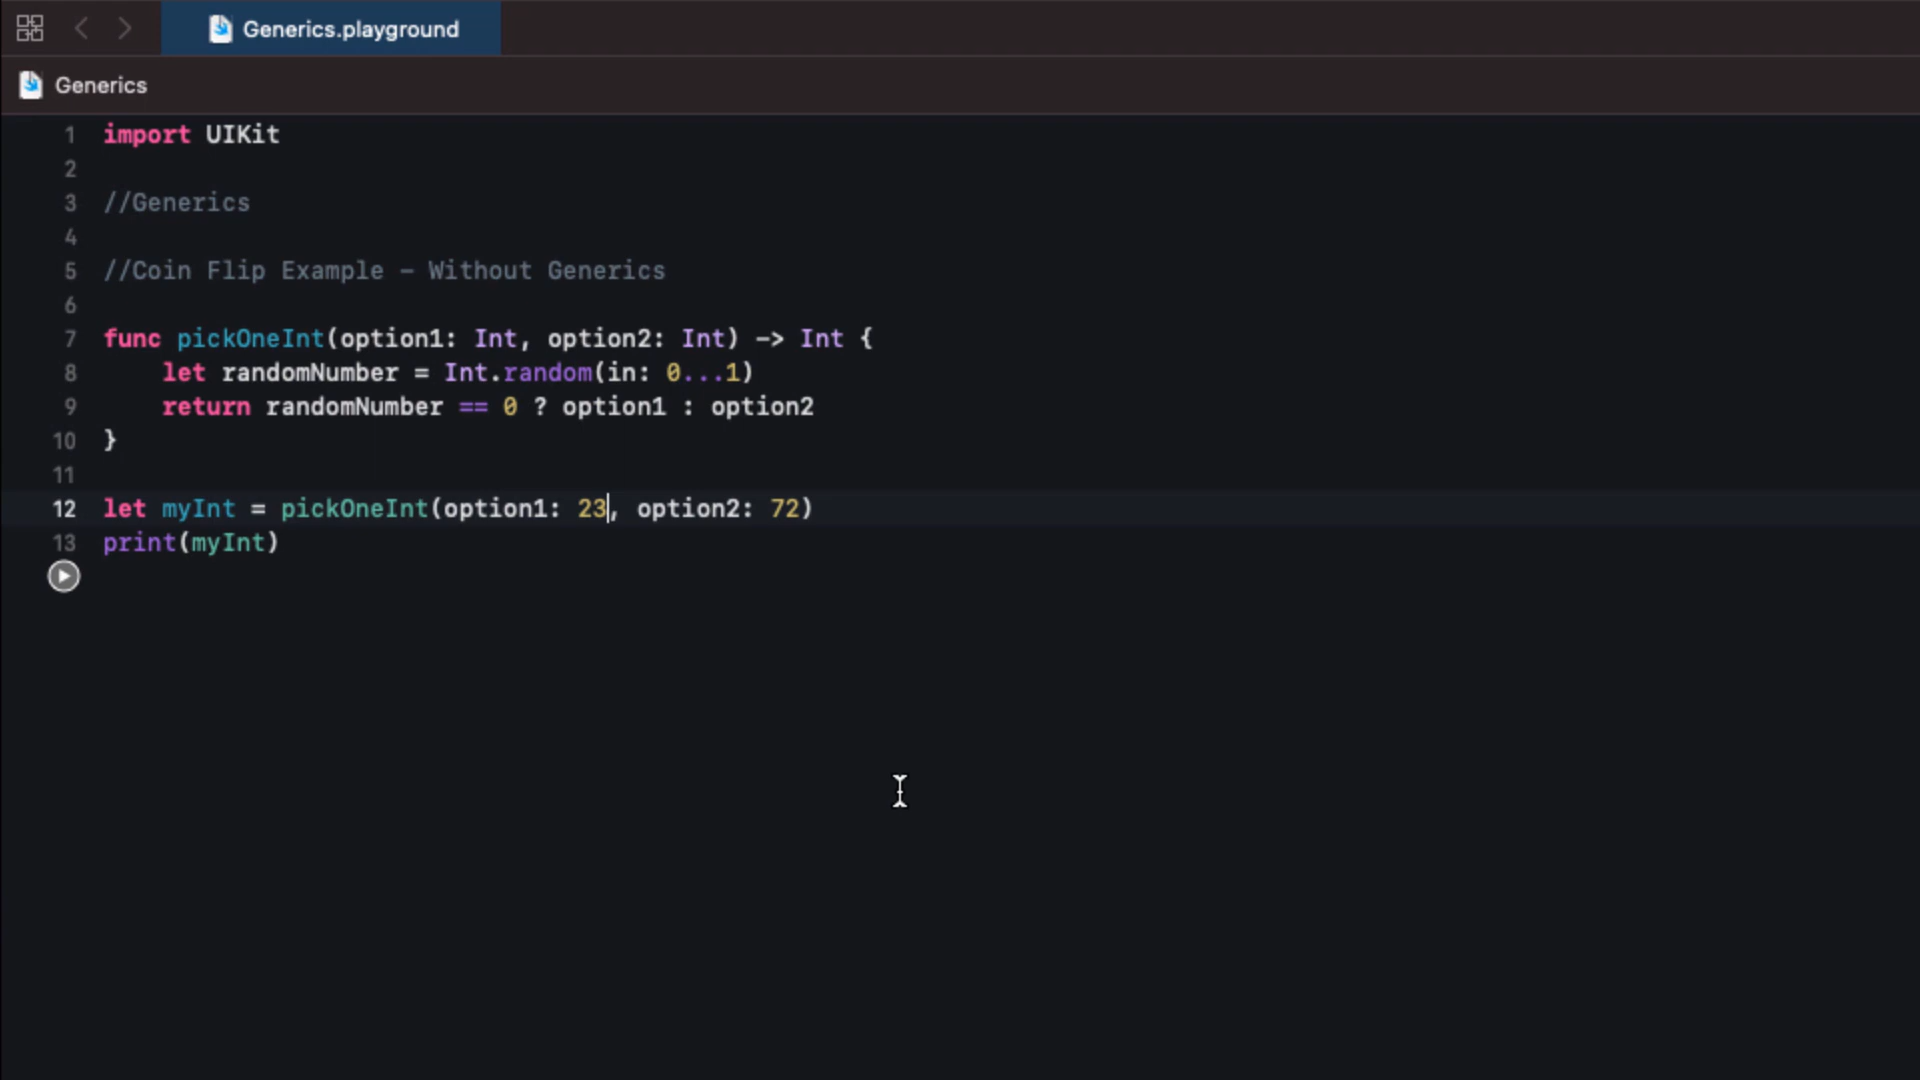 Generics.playground
Generics
1 import UIKit
2
3 //Generics
4
5 //Coin Flip Example - Without Generics
6
7 func pickOneInt(option1: Int, option2: Int) -> Int {
8     let randomNumber = Int.random(in: 0...1)
9     return randomNumber == 0 ? option1 : option2
10 }
11
12 let myInt = pickOneInt(option1: 23, option2: 72)
13 print(myInt)